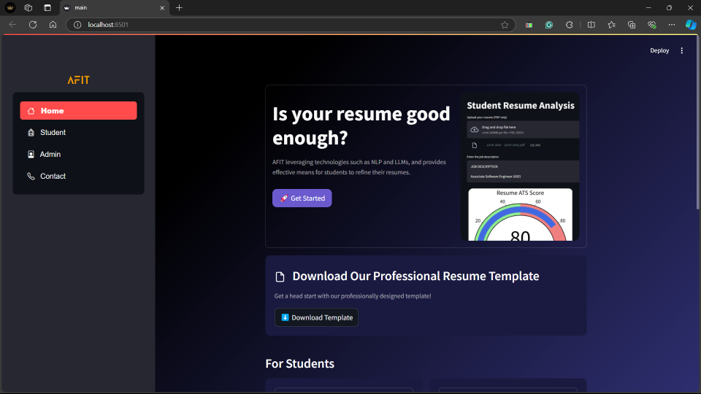 main
localhost:8501
Deploy
AFIT
Home
Student
Admin
Contact
Is your resume good
enough?
AFIT leveraging technologies such as NLP and LLMs, and provides
effective means for students to refine their resumes.
🚀 Get Started
Student Resume Analysis
Upload your resume (PDF only)
Drag and drop file here
Enter the job description
JOB DESCRIPTION
Associate Software Engineer (ASE)
Resume ATS Score
40
60
20
80
80
Download Our Professional Resume Template
Get a head start with our professionally designed template!
⬇️ Download Template
For Students